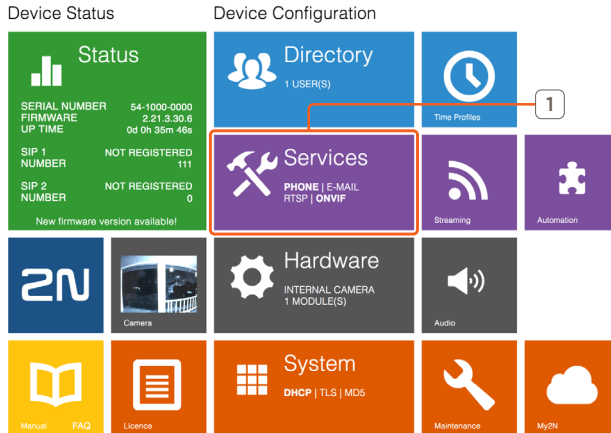 Device Status
Device Configuration
Status
SERIAL NUMBER 54-1000-0000
FIRMWARE 2.21.3.30.6
UP TIME 0d 0h 35m 46s
SIP 1 NOT REGISTERED
NUMBER 111
SIP 2 NOT REGISTERED
NUMBER 0
New firmware version available!
Directory
1 USER(S)
Time Profiles
1
Services
PHONE | E-MAIL
RTSP | ONVIF
Streaming
Automation
2N
Camera
Hardware
INTERNAL CAMERA
1 MODULE(S)
Audio
Manual FAQ
Licence
System
DHCP | TLS | MD5
Maintenance
My2N